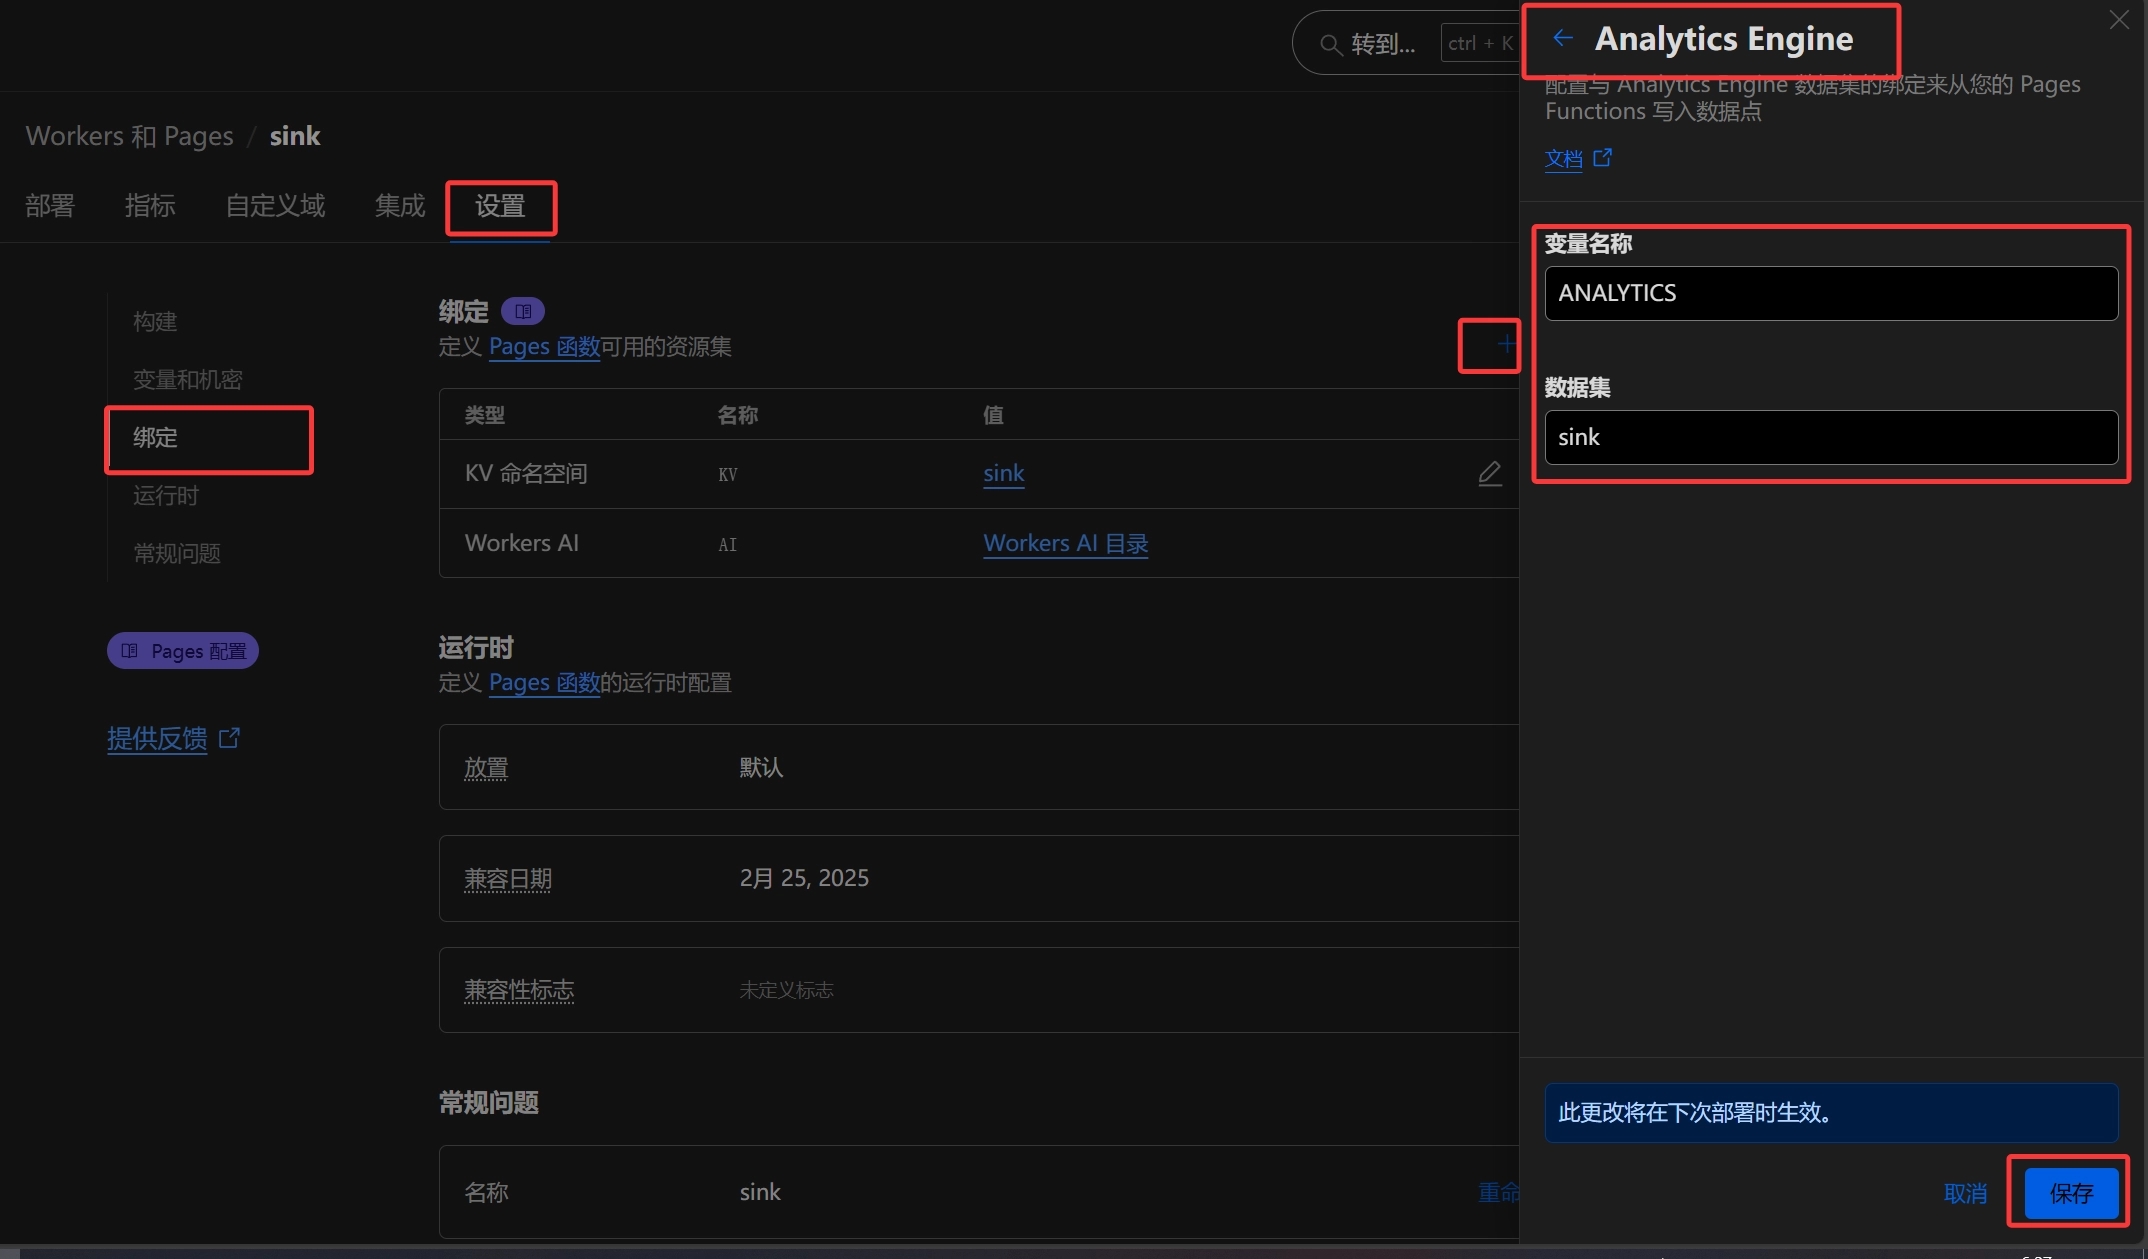 转到...
ctrl + K
Workers 和 Pages / sink
部署
指标
自定义域
集成
设置
构建
变量和机密
绑定
运行时
常规问题
Pages 配置
提供反馈
绑定
定义 Pages 函数可用的资源集
类型 名称 值
KV 命名空间 KV sink
Workers AI AI Workers AI 目录
运行时
定义 Pages 函数的运行时配置
放置 默认
兼容日期 2月 25, 2025
兼容性标志 未定义标志
常规问题
名称 sink 重命
Analytics Engine
配置与 Analytics Engine 数据集的绑定来从您的 Pages
Functions 写入数据点
文档
变量名称
ANALYTICS
数据集
sink
此更改将在下次部署时生效。
取消
保存